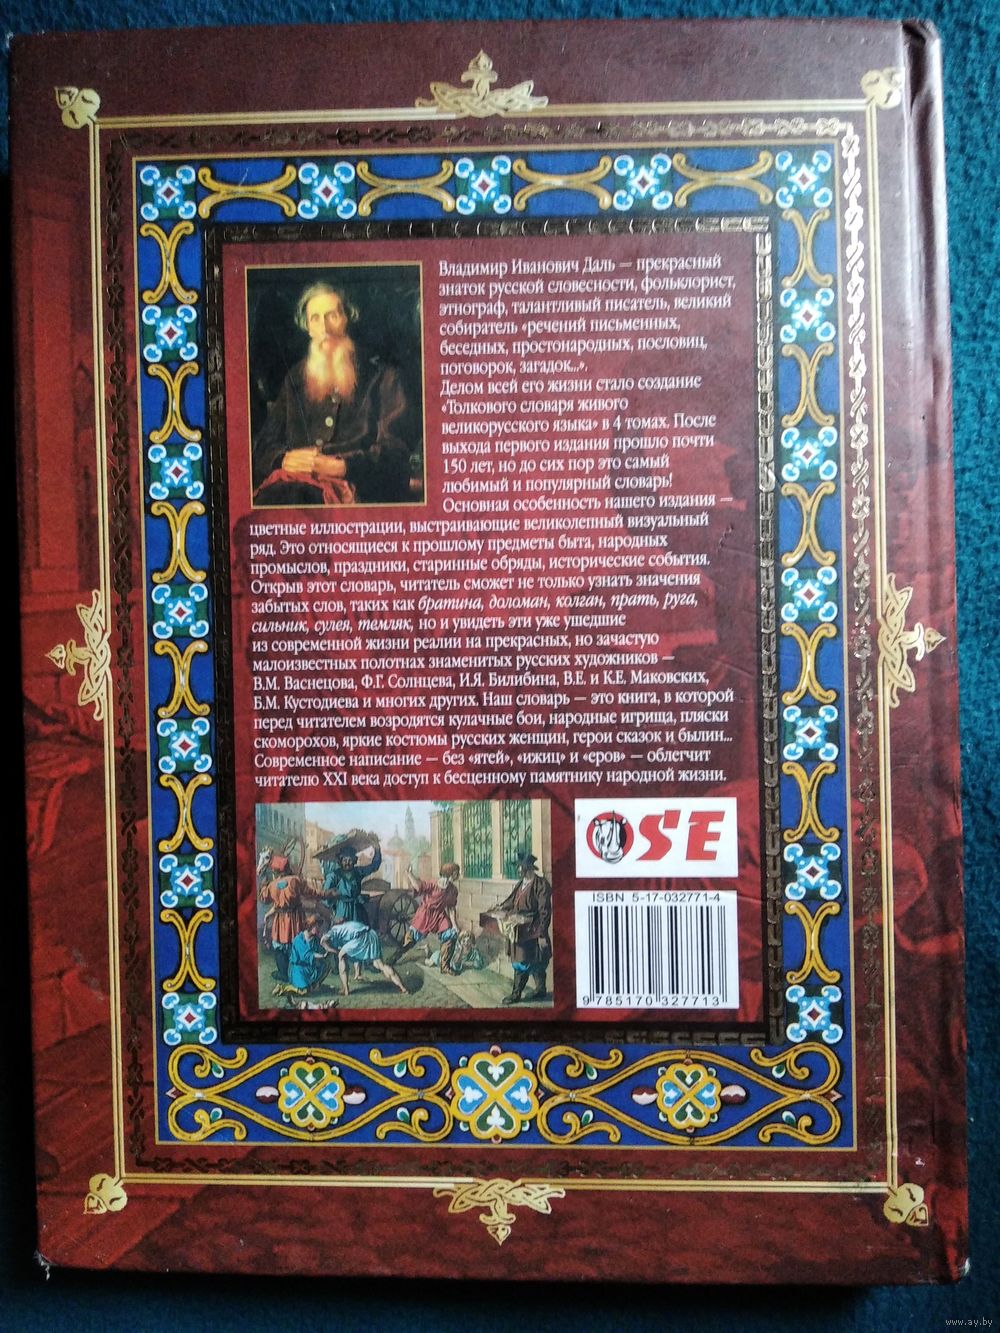 Владимир Иванович Даль — прекрасный
знаток русской словесности, фольклорист,
этнограф, талантливый писатель, великий
собиратель «речений письменных,
беседных, простонародных, пословиц,
поговорок, загадок...».
Делом всей его жизни стало создание
«Толкового словаря живого
великорусского языка» в 4 томах. После
выхода первого издания прошло почти
150 лет, но до сих пор это самый
любимый и популярный словарь!
Основная особенность нашего издания —
цветные иллюстрации, выстраивающие великолепный визуальный
ряд. Это относящиеся к прошлому предметы быта, народных
промыслов, праздники, старинные обряды, исторические события.
Открыв этот словарь, читатель сможет не только узнать значения
забытых слов, таких как братина, доломан, колган, прать, руга,
сильник, сулея, темляк, но и увидеть эти уже ушедшие
из современной жизни реалии на прекрасных, но зачастую
малоизвестных полотнах знаменитых русских художников —
В.М. Васнецова, Ф.Г. Солнцева, И.Я. Билибина, В.Е. и К.Е. Маковских,
Б.М. Кустодиева и многих других. Наш словарь — это книга, в которой
перед читателем возродятся кулачные бои, народные игрища, пляски
скоморохов, яркие костюмы русских женщин, герои сказок и былин...
Современное написание — без «ятей», «ижиц» и «еров» — облегчит
читателю XXI века доступ к бесценному памятнику народной жизни.
OSE
ISBN 5-17-032771-4
9 785170 327713
www.ay.by